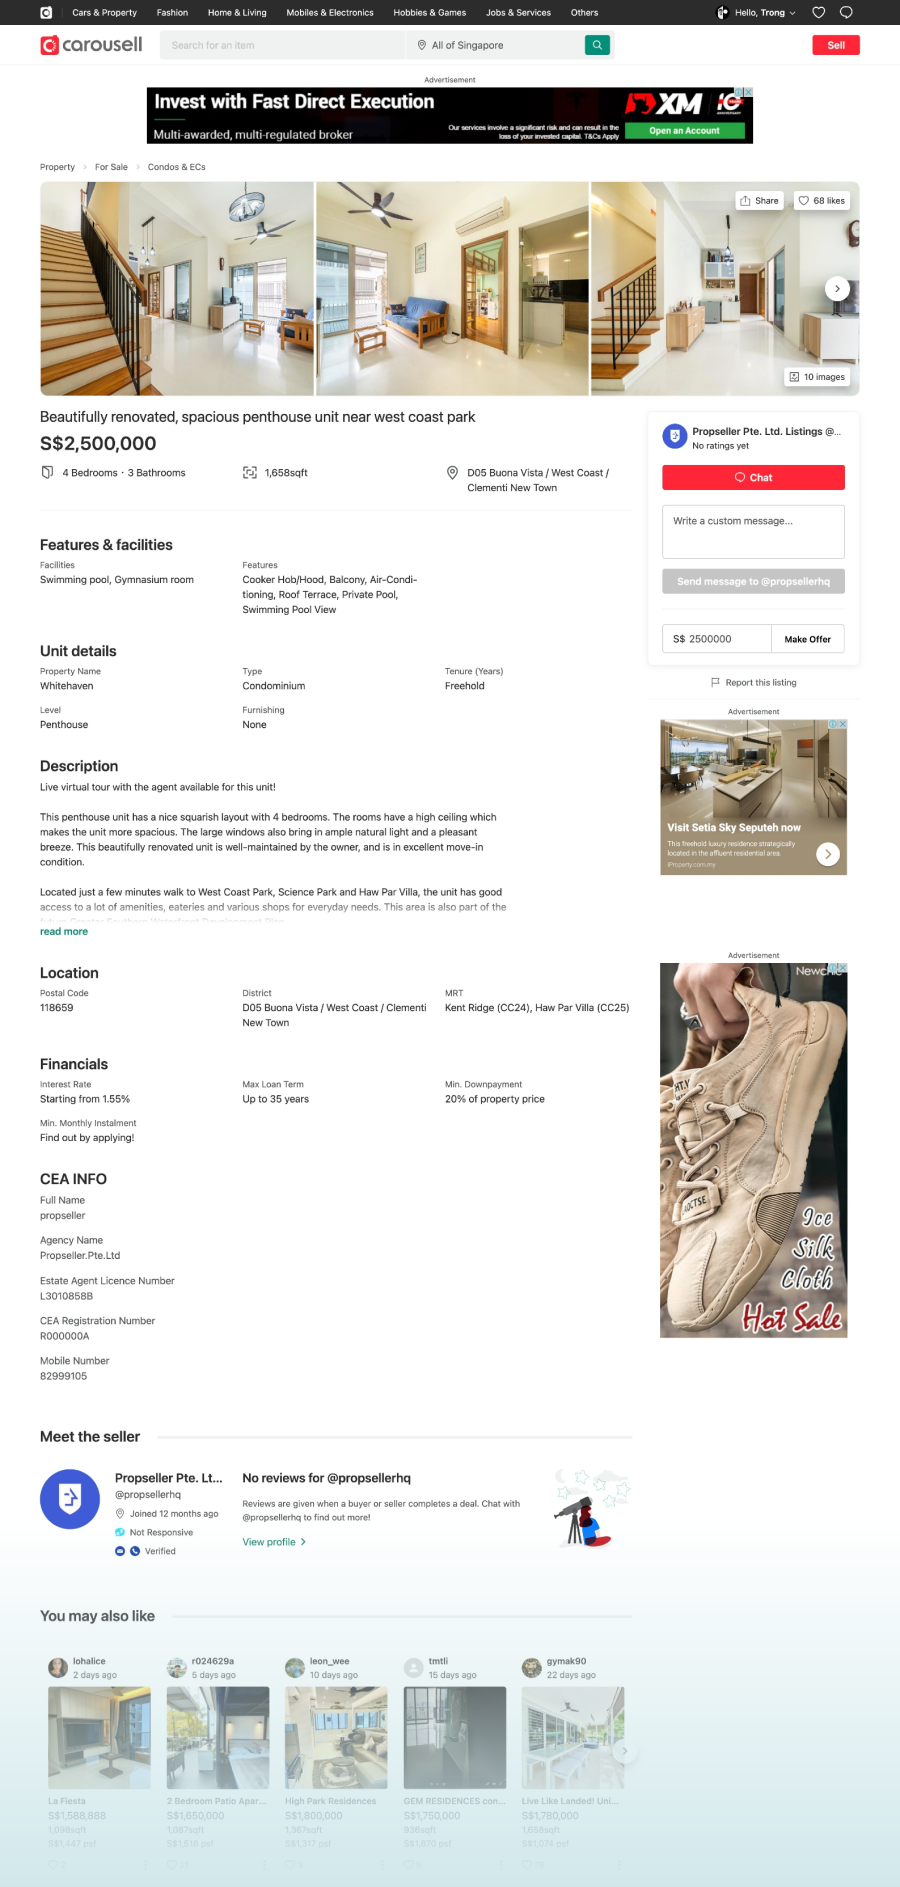 Cars & Property Fashion Home & Living Mobiles & Electronics Hobbies & Games Jobs & Services Others Hello, Trong
carousell Search for an item All of Singapore Sell
Advertisement
Invest with Fast Direct Execution
Multi-awarded, multi-regulated broker
Our services involve a significant risk and can result in the
loss of your invested capital. T&Cs Apply
XM
Open an Account
Property > For Sale > Condos & ECs
Share 68 likes
10 images
Beautifully renovated, spacious penthouse unit near west coast park
S$2,500,000
4 Bedrooms · 3 Bathrooms 1,658sqft D05 Buona Vista / West Coast /
Clementi New Town
Propseller Pte. Ltd. Listings @...
No ratings yet
Chat
Write a custom message...
Send message to @propsellerhq
S$ 2500000 Make Offer
Report this listing
Features & facilities
Facilities Features
Swimming pool, Gymnasium room Cooker Hob/Hood, Balcony, Air-Condi-
tioning, Roof Terrace, Private Pool,
Swimming Pool View
Unit details
Property Name Type Tenure (Years)
Whitehaven Condominium Freehold
Level Furnishing
Penthouse None
Advertisement
Visit Setia Sky Seputeh now
This freehold luxury residence strategically
located in the affluent residential area.
iProperty.com.my
Description
Live virtual tour with the agent available for this unit!
This penthouse unit has a nice squarish layout with 4 bedrooms. The rooms have a high ceiling which
makes the unit more spacious. The large windows also bring in ample natural light and a pleasant
breeze. This beautifully renovated unit is well-maintained by the owner, and is in excellent move-in
condition.
Located just a few minutes walk to West Coast Park, Science Park and Haw Par Villa, the unit has good
access to a lot of amenities, eateries and various shops for everyday needs. This area is also part of the
future Greater Southern Waterfront Development Plan.
read more
Advertisement
Newchic
Ice
Silk
Cloth
Hot Sale
Location
Postal Code District MRT
118659 D05 Buona Vista / West Coast / Clementi Kent Ridge (CC24), Haw Par Villa (CC25)
New Town
Financials
Interest Rate Max Loan Term Min. Downpayment
Starting from 1.55% Up to 35 years 20% of property price
Min. Monthly Instalment
Find out by applying!
CEA INFO
Full Name
propseller
Agency Name
Propseller.Pte.Ltd
Estate Agent Licence Number
L3010858B
CEA Registration Number
R000000A
Mobile Number
82999105
Meet the seller
Propseller Pte. Lt...
@propsellerhq
Joined 12 months ago
Not Responsive
Verified
No reviews for @propsellerhq
Reviews are given when a buyer or seller completes a deal. Chat with
@propsellerhq to find out more!
View profile >
You may also like
lohalice r024629a leon_wee tmtli gymak90
2 days ago 5 days ago 10 days ago 15 days ago 22 days ago
La Fiesta 2 Bedroom Patio Apar... High Park Residences GEM RESIDENCES con... Live Like Landed! Uni...
S$1,588,888 S$1,650,000 S$1,800,000 S$1,750,000 S$1,780,000
1,098sqft 1,087sqft 1,367sqft 936sqft 1,658sqft
S$1,447 psf S$1,518 psf S$1,317 psf S$1,870 psf S$1,074 psf